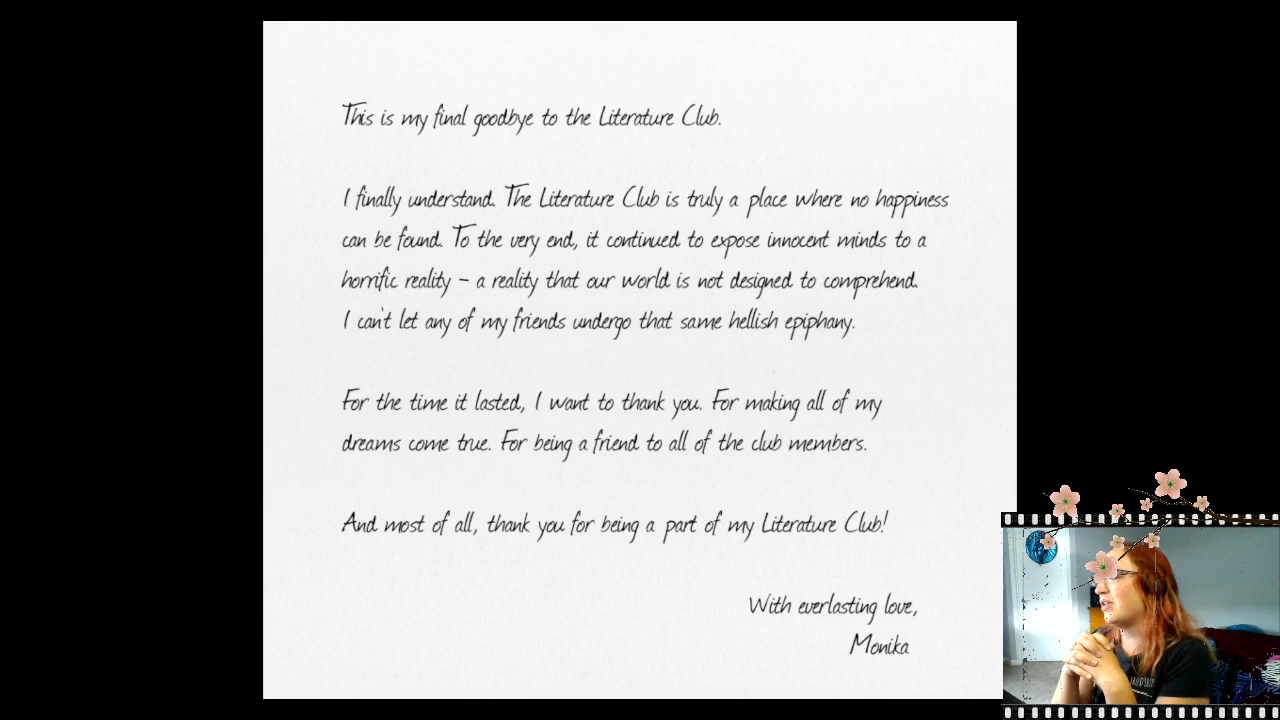 This is my final goodbye to the Literature Club.
I finally understand. The Literature Club is truly a place where no happiness
can be found. To the very end, it continued to expose innocent minds to a
horrific reality - a reality that our world is not designed to comprehend.
I can't let any of my friends undergo that same hellish epiphany.
For the time it lasted, I want to thank you. For making all of my
dreams come true. For being a friend to all of the club members.
And most of all, thank you for being a part of my Literature Club!
With everlasting love,
Monika